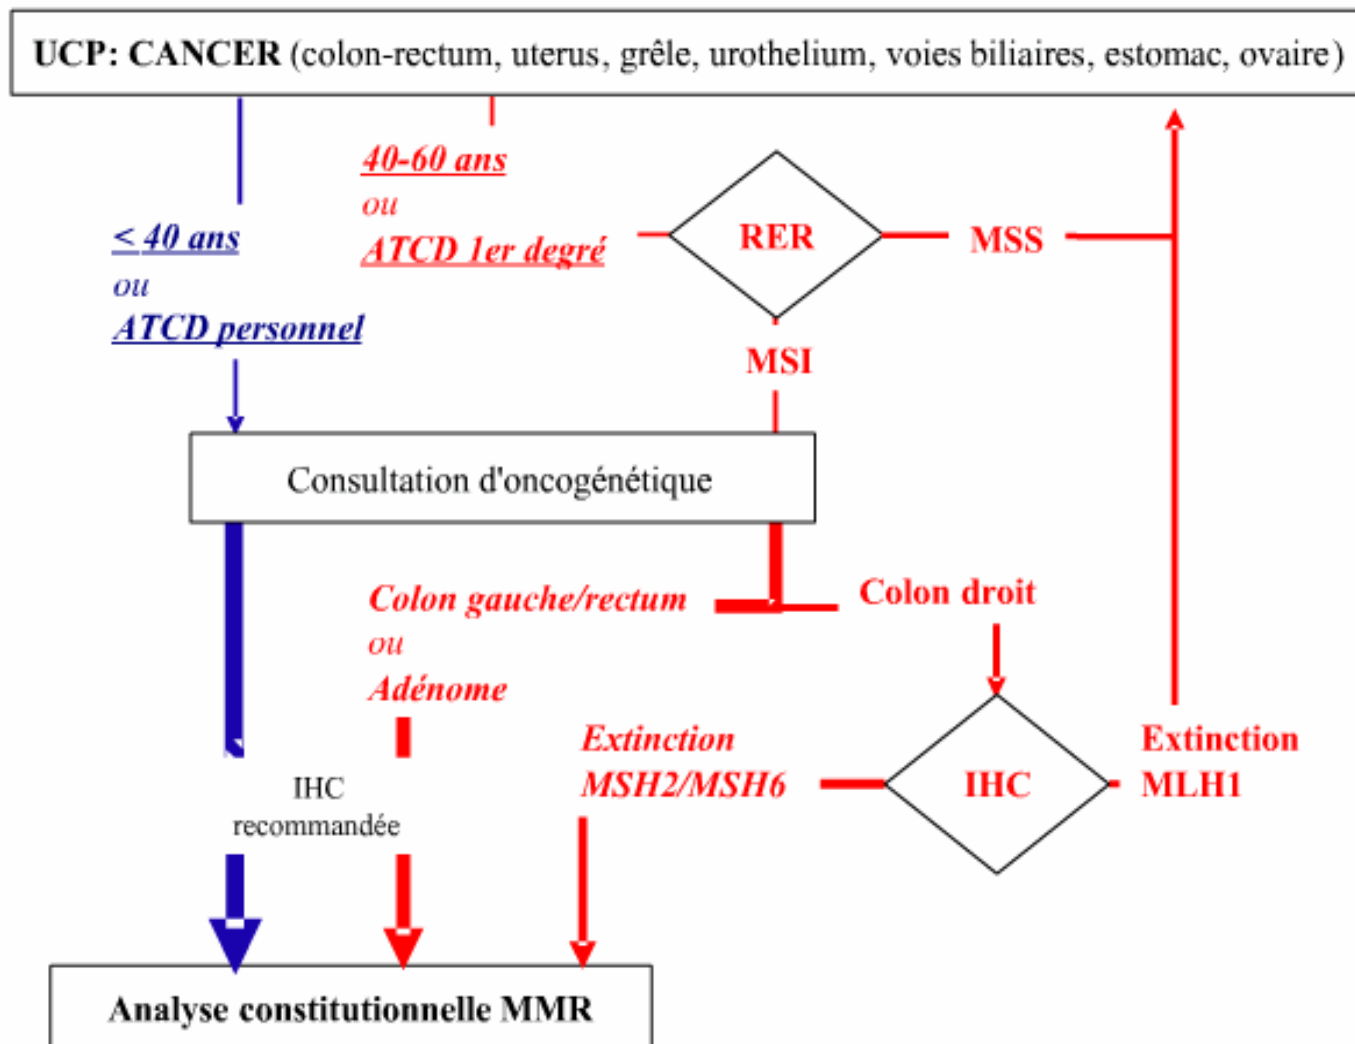 UCP: CANCER (colon-rectum, uterus, grêle, urothelium, voies biliaires, estomac, ovaire)
40-60 ans
ou
ATCD 1er degré
RER
MSS
< 40 ans
ou
ATCD personnel
MSI
Consultation d'oncogénétique
Colon gauche/rectum
ou
Adénome
Colon droit
Extinction
MSH2/MSH6
IHC
Extinction
MLH1
IHC
recommandée
Analyse constitutionnelle MMR